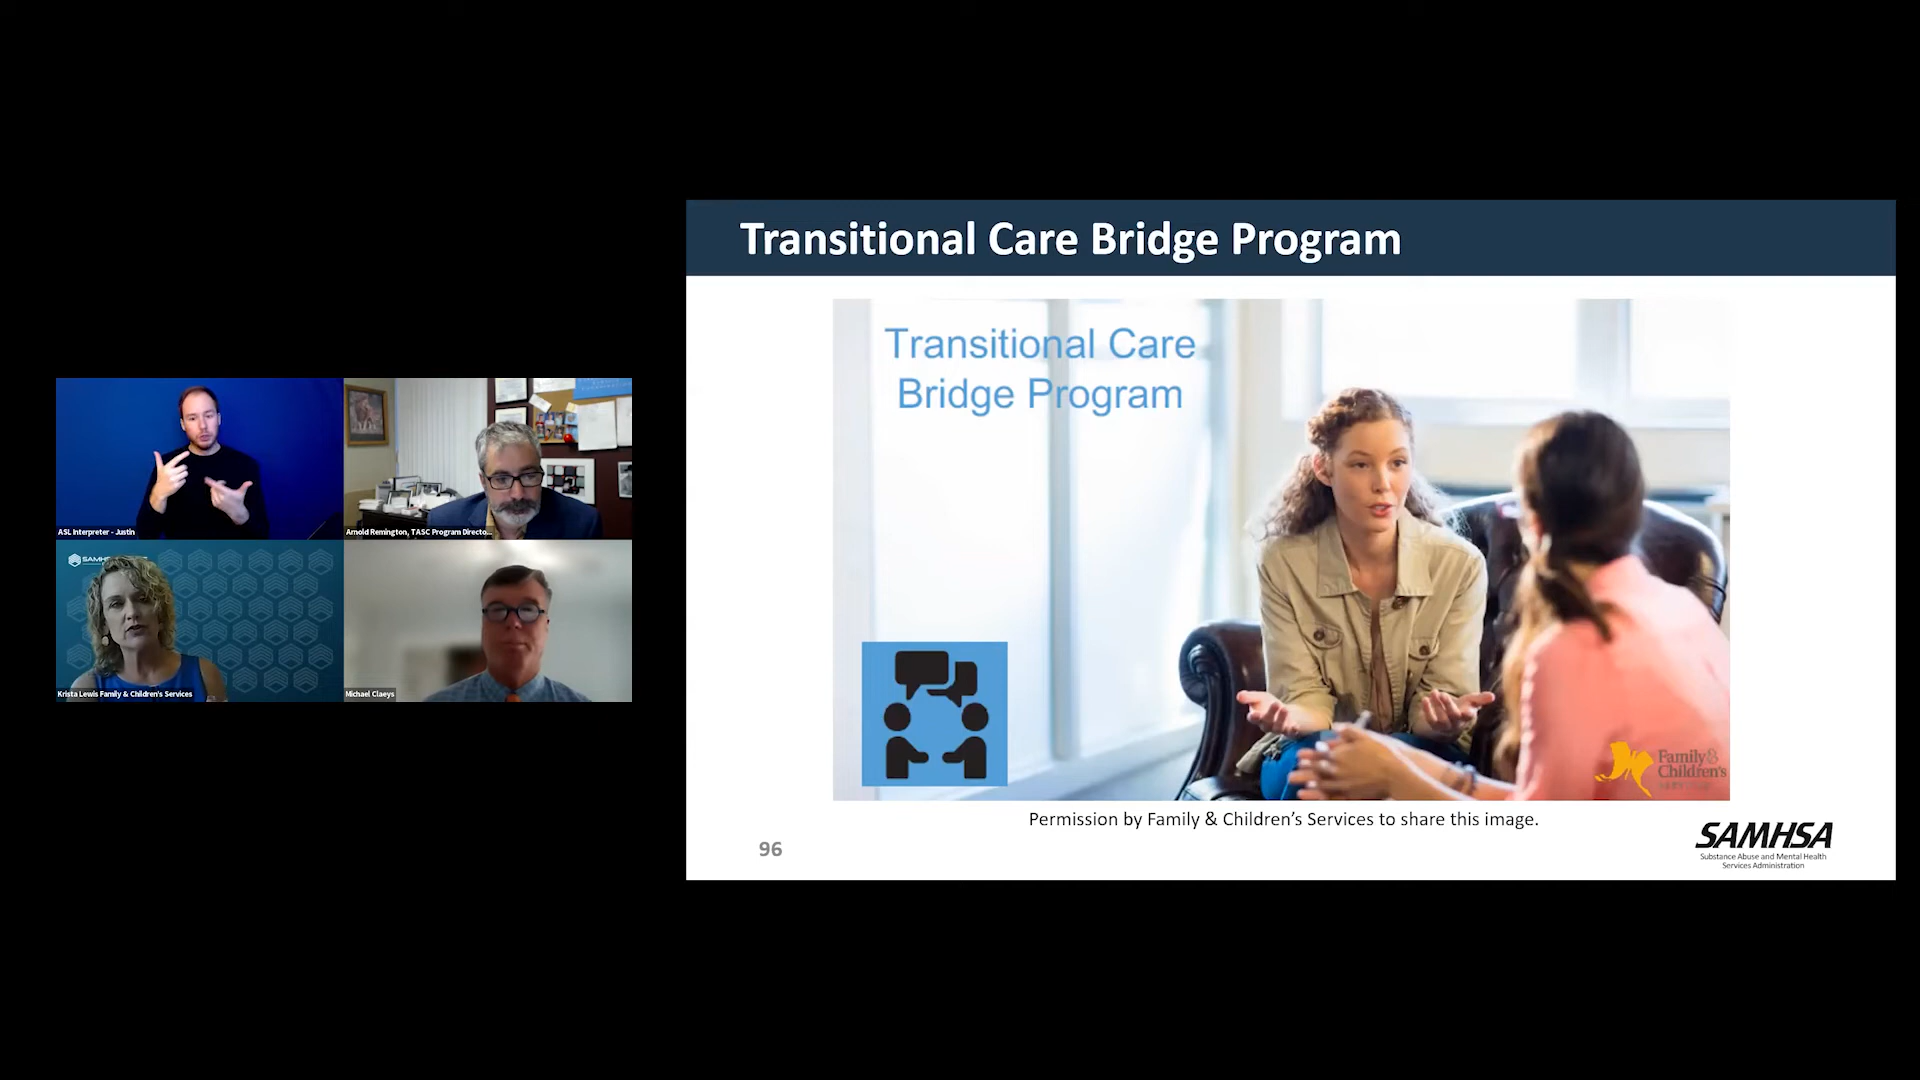 Transitional Care Bridge Program
Transitional Care
Bridge Program
Family &
Children's
Permission by Family & Children's Services to share this image.
96
SAMHSA
Substance Abuse and Mental Health
Services Administration
ASL Interpreter - Justin
Arnold Remington, TASC Program Directo...
SAMH
Krista Lewis Family & Children's Services
Michael Claeys